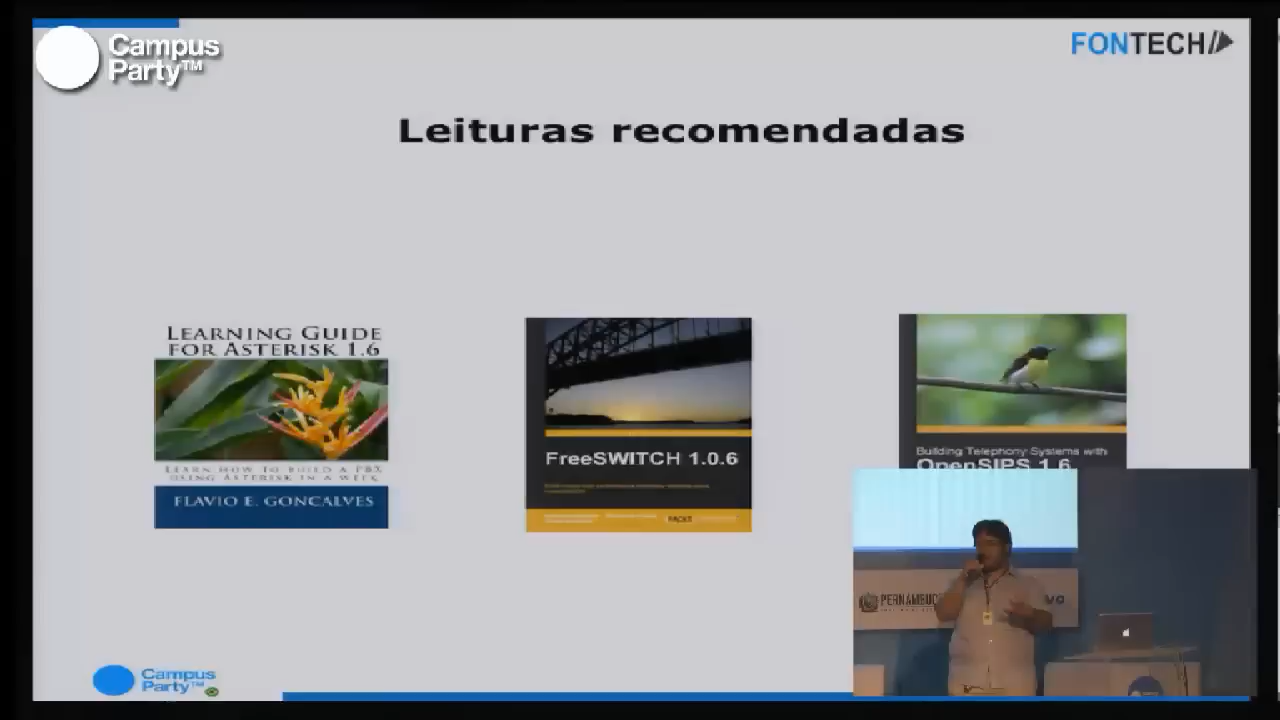 Campus
Party™
FONTECH
Leituras recomendadas
LEARNING GUIDE
FOR ASTERISK 1.6
LEARN HOW TO BUILD A PBX
USING ASTERISK IN A WEEK
FLAVIO E. GONCALVES
FreeSWITCH 1.0.6
PACKT
Building Telephony Systems with
OpenSIPS 1.6
PERNAMBUC
Campus
Party™